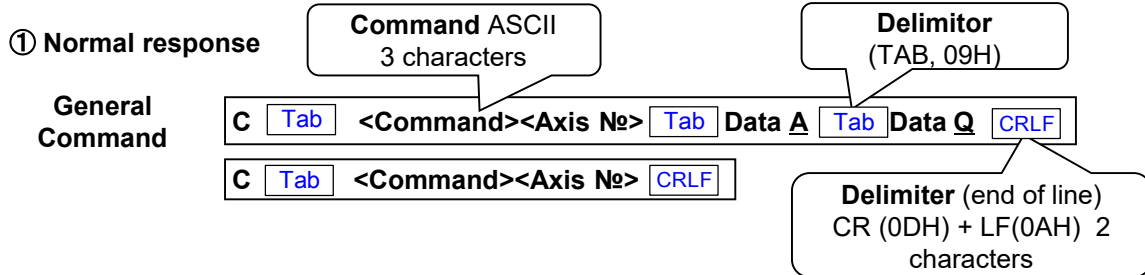 ① Normal response
Command ASCII
3 characters
Delimitor
(TAB, 09H)
General
Command
C Tab <Command><Axis №> Tab Data A Tab Data Q CRLF
C Tab <Command><Axis №> CRLF
Delimiter (end of line)
CR (0DH) + LF(0AH) 2
characters